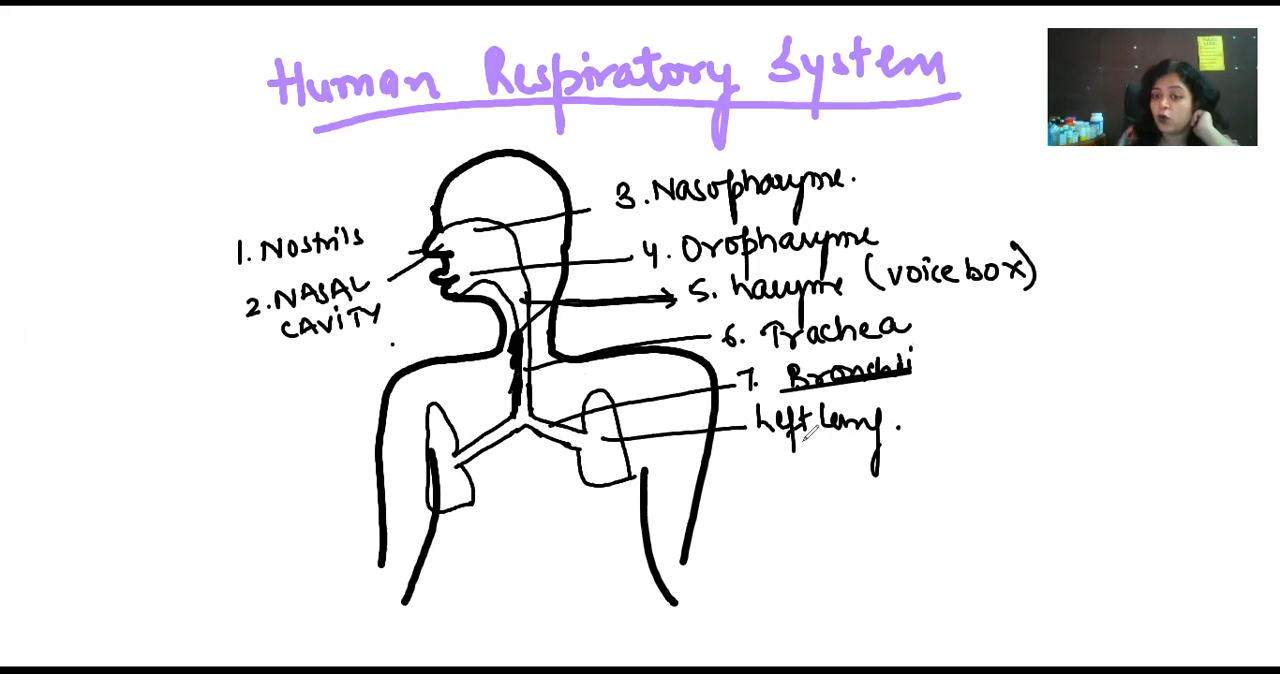 Human Respiratory System
3. Nasopharynx.
1. Nostrils
4. Oropharynx
2. NASAL
CAVITY
5. Larynx (voice box)
6. Trachea
7. Bronchii
Left lung.